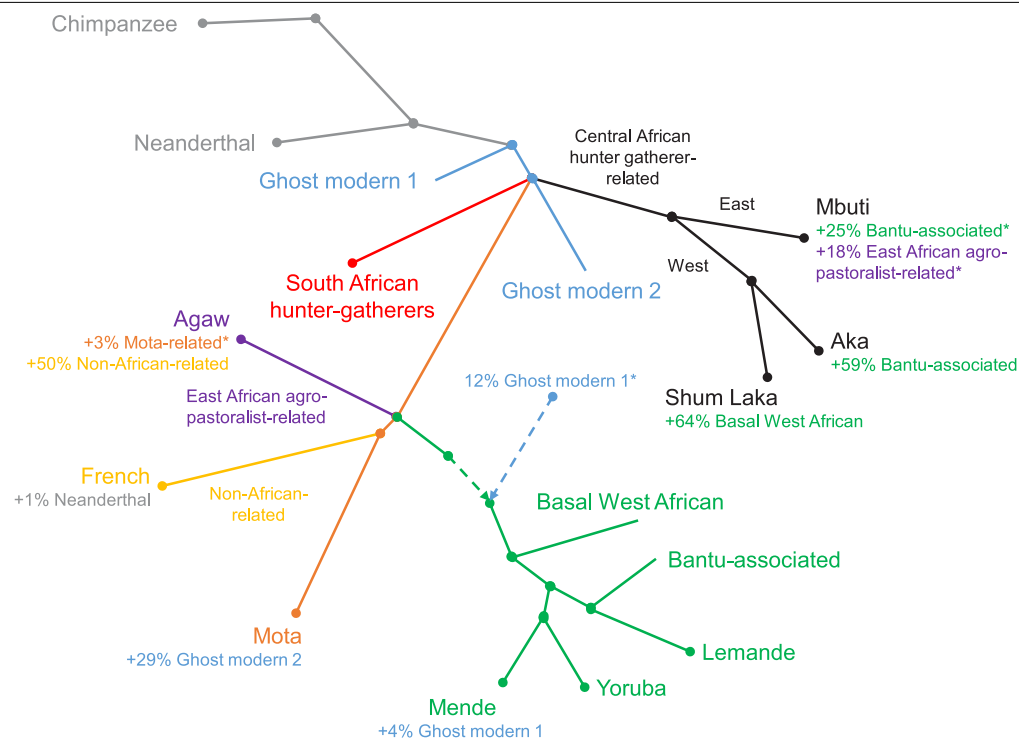 Chimpanzee
Neanderthal
Ghost modern 1
Central African
hunter gatherer-
related
East
Mbuti
+25% Bantu-associated*
+18% East African agro-
pastoralist-related*
West
South African
hunter-gatherers
Ghost modern 2
Agaw
+3% Mota-related*
+50% Non-African-related
East African agro-
pastoralist-related
12% Ghost modern 1*
Aka
+59% Bantu-associated
Shum Laka
+64% Basal West African
French
+1% Neanderthal
Non-African-
related
Basal West African
Bantu-associated
Mota
+29% Ghost modern 2
Lemande
Yoruba
Mende
+4% Ghost modern 1